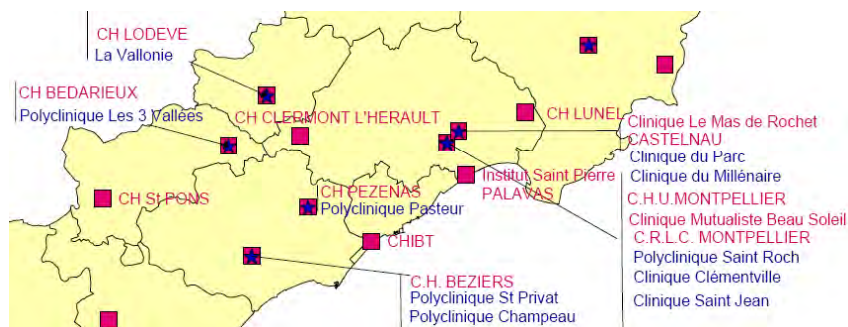 CH LODEVE
La Vallonie
CH BEDARIEUX
Polyclinique Les 3 Vallées
CH CLERMONT L'HERAULT
CH LUNEL
Clinique Le Mas de Rochet
CASTELNAU
Clinique du Parc
Clinique du Millénaire
Institut Saint Pierre
PALAVAS
CH St PONS
CH PEZENAS
Polyclinique Pasteur
C.H.U.MONTPELLIER
Clinique Mutualiste Beau Soleil
C.R.L.C. MONTPELLIER
Polyclinique Saint Roch
Clinique Clémentville
Clinique Saint Jean
CHIBT
C.H. BEZIERS
Polyclinique St Privat
Polyclinique Champeau